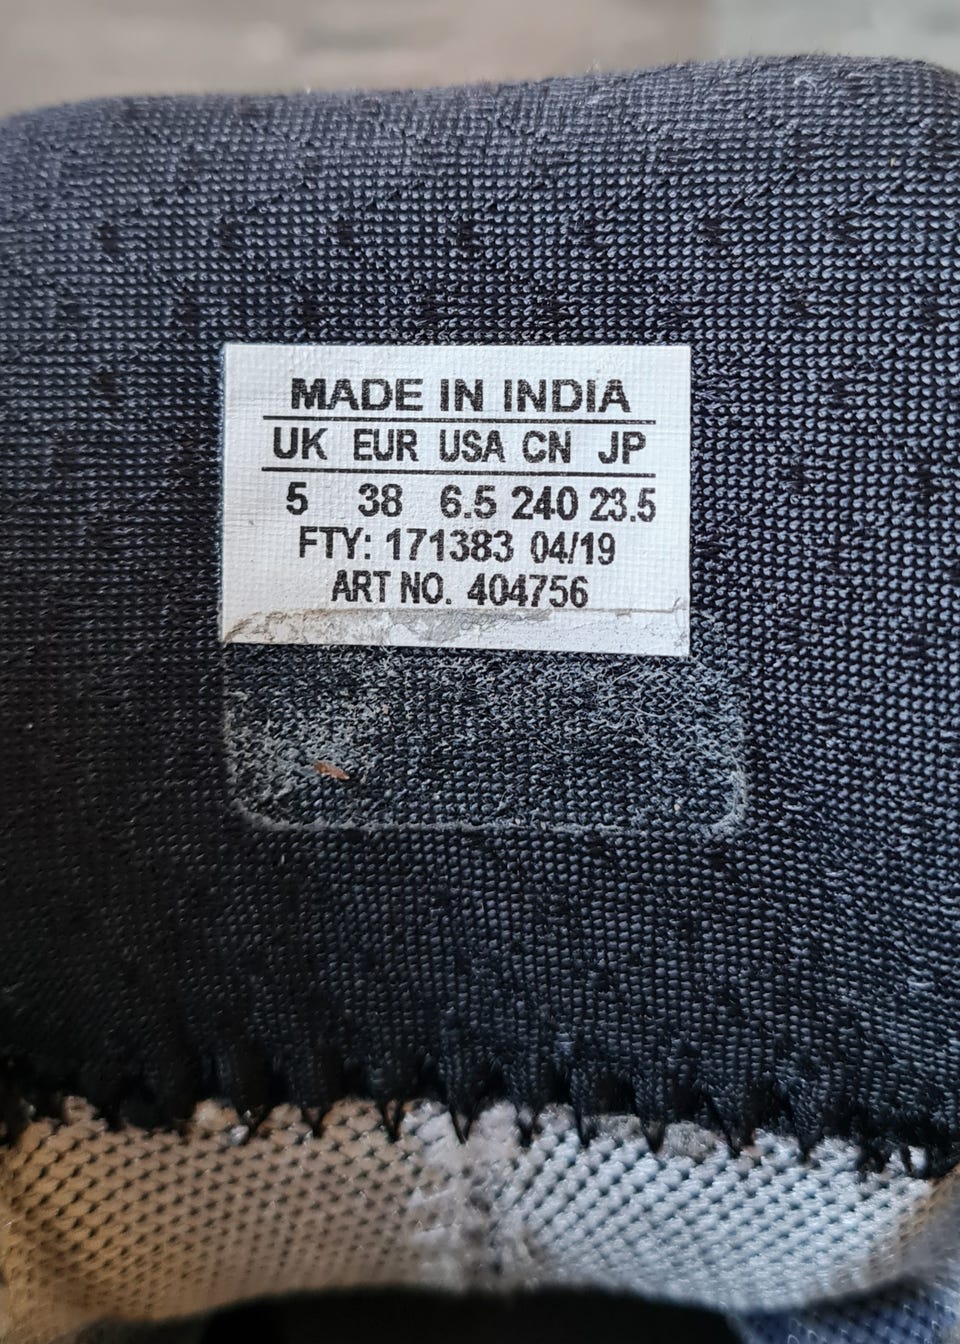 MADE IN INDIA
UK EUR USA CN JP
5 38 6.5 240 23.5
FTY: 171383 04/19
ART NO. 404756